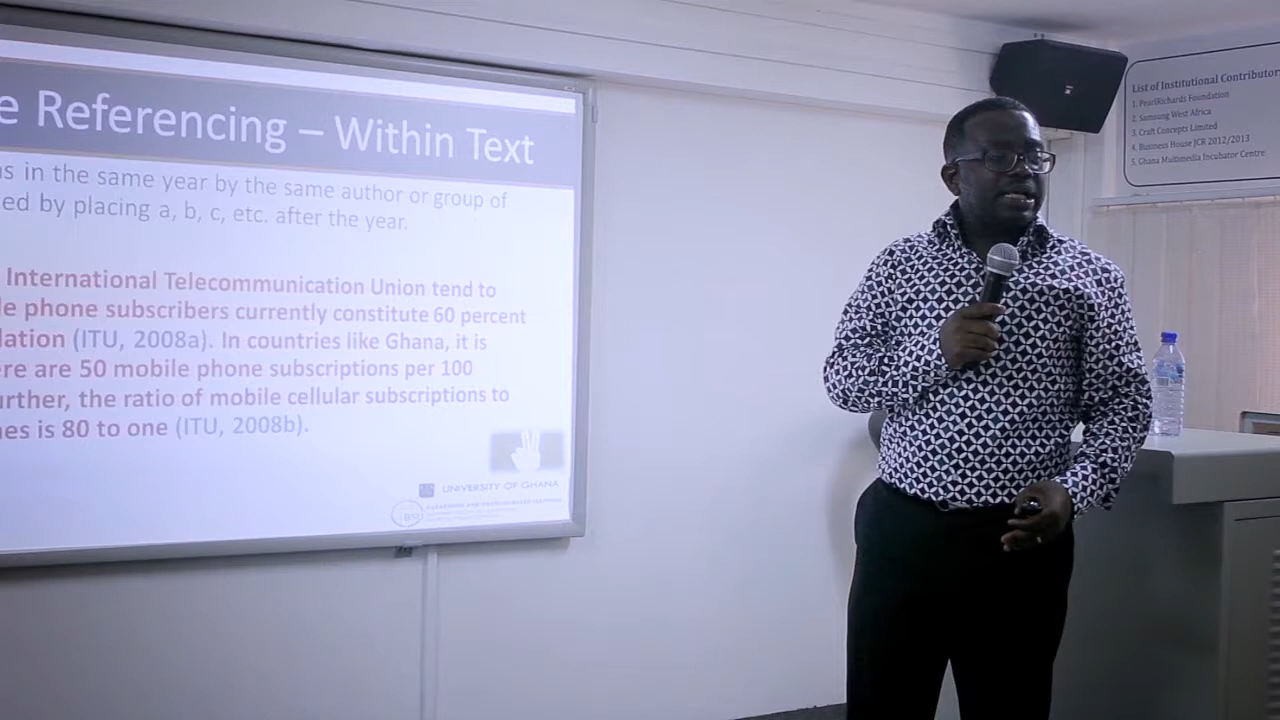 e Referencing – Within Text
s in the same year by the same author or group of
ed by placing a, b, c, etc. after the year.
International Telecommunication Union tend to
le phone subscribers currently constitute 60 percent
lation (ITU, 2008a). In countries like Ghana, it is
re are 50 mobile phone subscriptions per 100
urther, the ratio of mobile cellular subscriptions to
nes is 80 to one (ITU, 2008b).
UNIVERSITY OF GHANA
List of Institutional Contributor
1. PearlRichards Foundation
2. Samsung West Africa
3. Craft Concepts Limited
4. Business House JCR 2012/2013
5. Ghana Multimedia Incubator Centre